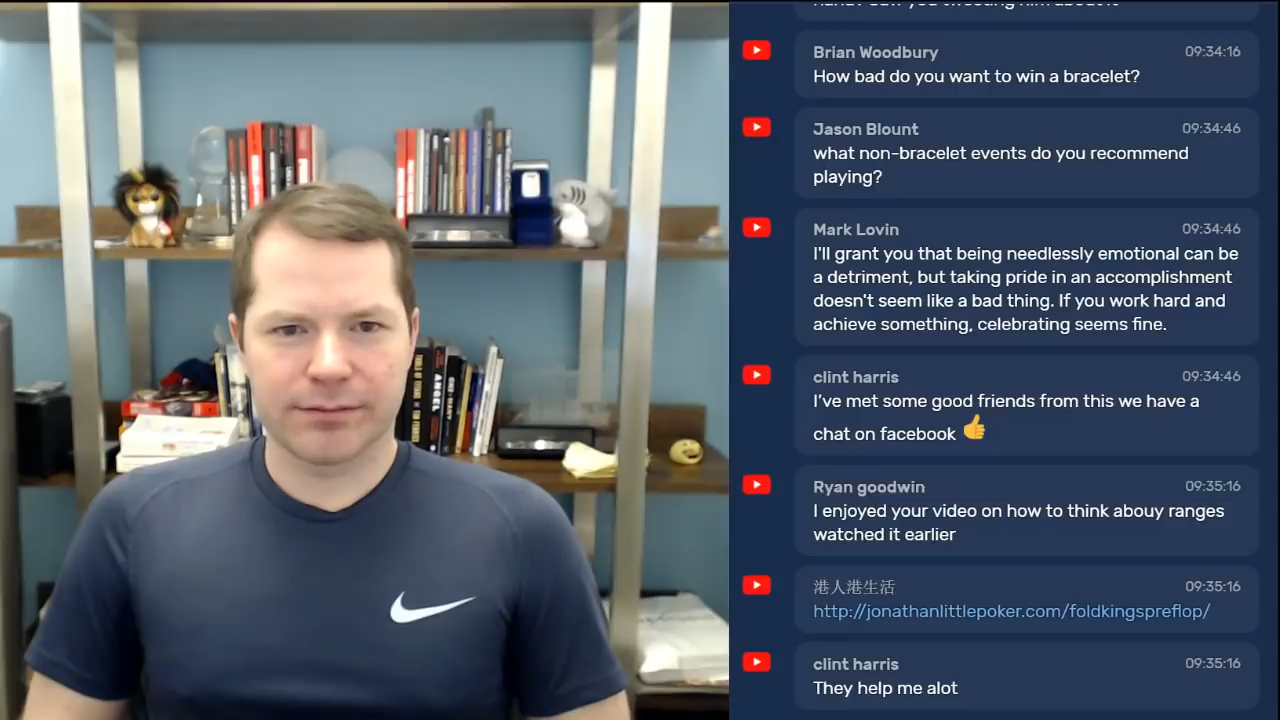 Brian Woodbury 09:34:16
How bad do you want to win a bracelet?
Jason Blount 09:34:46
what non-bracelet events do you recommend
playing?
Mark Lovin 09:34:46
I'll grant you that being needlessly emotional can be
a detriment, but taking pride in an accomplishment
doesn't seem like a bad thing. If you work hard and
achieve something, celebrating seems fine.
clint harris 09:34:46
I've met some good friends from this we have a
chat on facebook 👍
Ryan goodwin 09:35:16
I enjoyed your video on how to think abouy ranges
watched it earlier
港人港生活 09:35:16
http://jonathanlittlepoker.com/foldkingspreflop/
clint harris 09:35:16
They help me alot
ANGEL